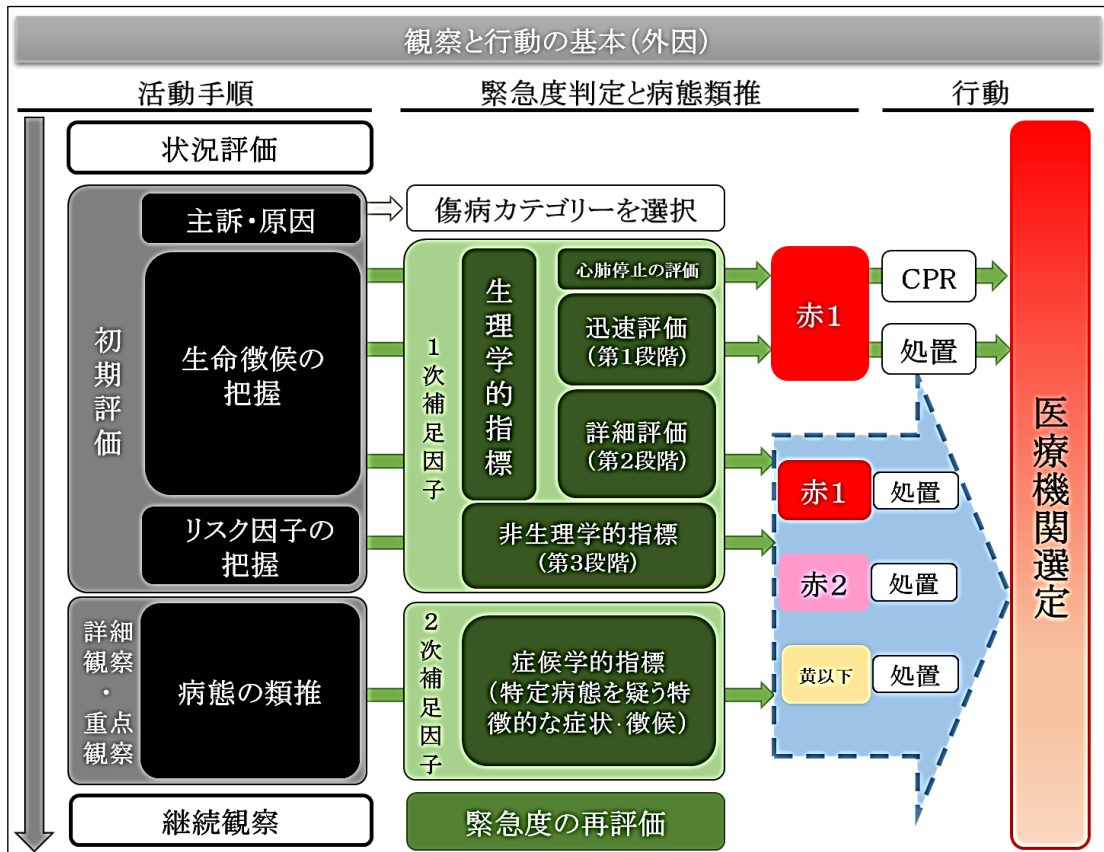 観察と行動の基本（外因）
活動手順
緊急度判定と病態類推
行動
状況評価
初期評価
主訴・原因
生命徴候の
把握
リスク因子の
把握
詳細
観察
・
重点
観察
病態の類推
継続観察
傷病カテゴリーを選択
1次補足因子
生理学的指標
心肺停止の評価
迅速評価
（第1段階）
詳細評価
（第2段階）
非生理学的指標
（第3段階）
2次補足因子
症候学的指標
（特定病態を疑う特
徴的な症状・徴候）
緊急度の再評価
赤1
CPR
処置
赤1
処置
赤2
処置
黄以下
処置
医療機関選定